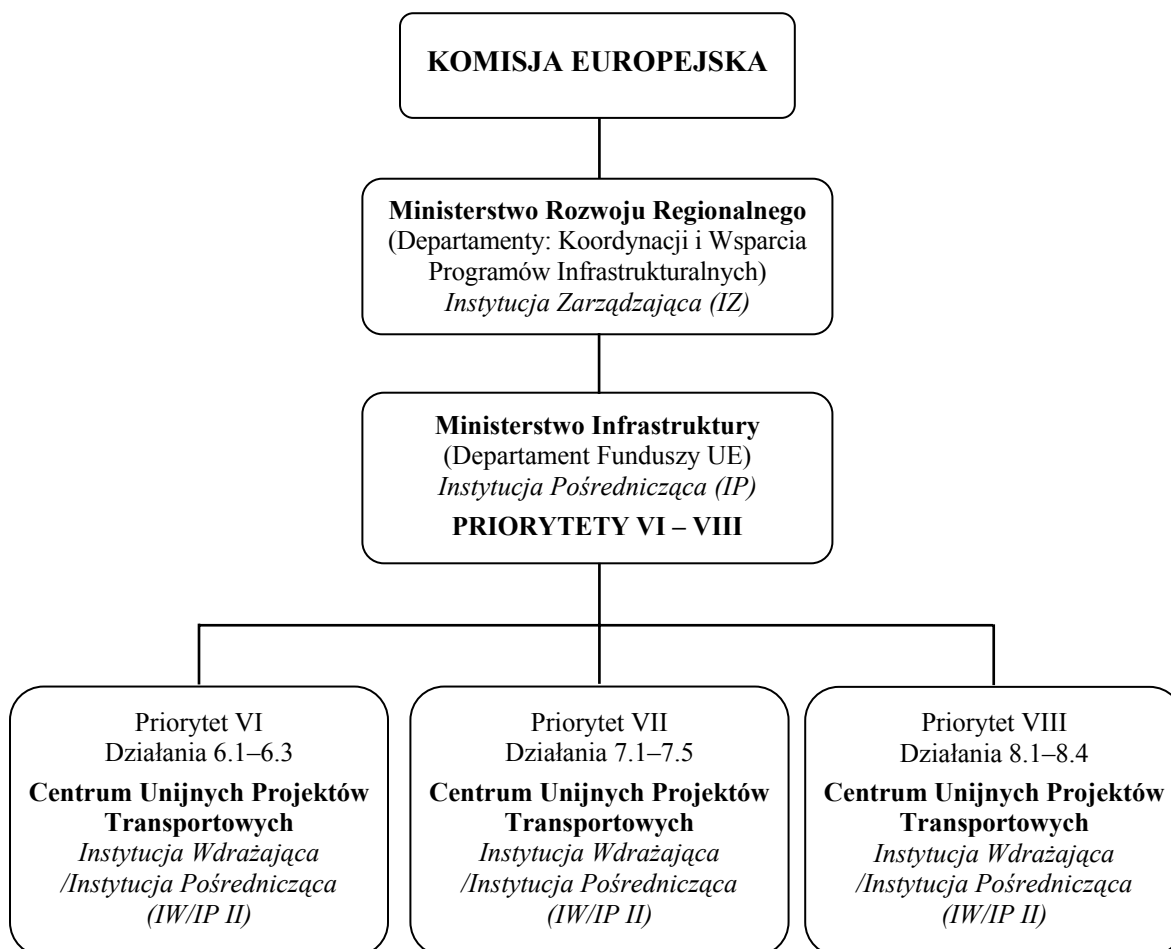 KOMISJA EUROPEJSKA
Ministerstwo Rozwoju Regionalnego
(Departamenty: Koordynacji i Wsparcia
Programów Infrastrukturalnych)
Instytucja Zarządzająca (IZ)
Ministerstwo Infrastruktury
(Departament Funduszy UE)
Instytucja Pośrednicząca (IP)
PRIORYTETY VI – VIII
Priorytet VI
Działania 6.1–6.3
Centrum Unijnych Projektów
Transportowych
Instytucja Wdrażająca
/Instytucja Pośrednicząca
(IW/IP II)
Priorytet VII
Działania 7.1–7.5
Centrum Unijnych Projektów
Transportowych
Instytucja Wdrażająca
/Instytucja Pośrednicząca
(IW/IP II)
Priorytet VIII
Działania 8.1–8.4
Centrum Unijnych Projektów
Transportowych
Instytucja Wdrażająca
/Instytucja Pośrednicząca
(IW/IP II)